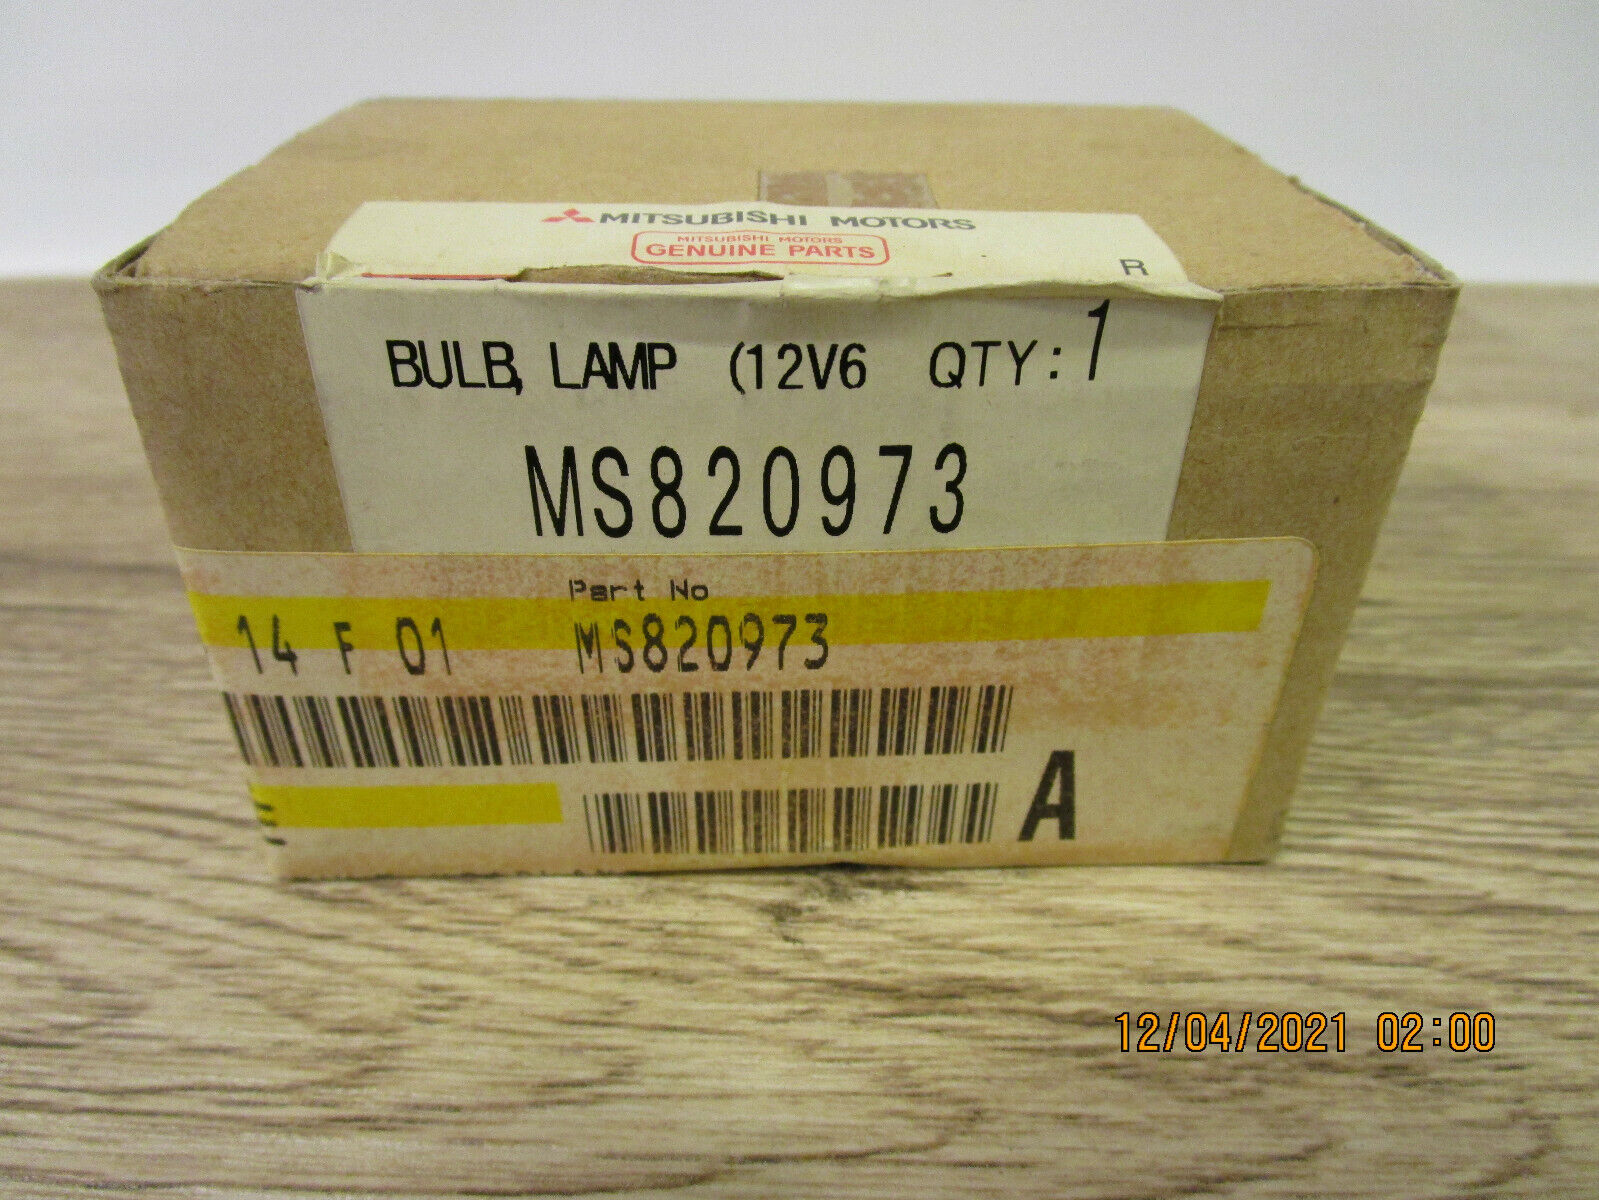 MITSUBISHI MOTORS
MITSUBISHI MOTORS
GENUINE PARTS
R
BULB, LAMP (12V6 QTY: 1
MS820973
Part No
14 F 01 MS820973
A
12/04/2021 02:00